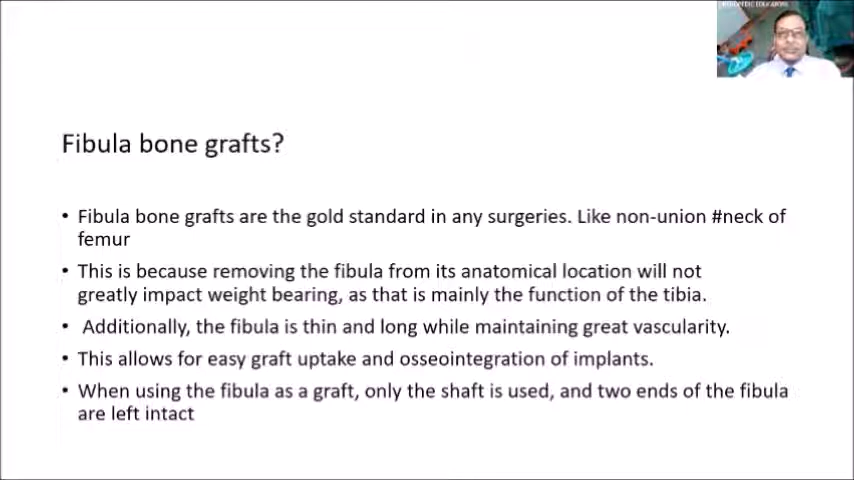 ORTHOPEDIC EDUCATORS
Fibula bone grafts?
• Fibula bone grafts are the gold standard in any surgeries. Like non-union #neck of
femur
• This is because removing the fibula from its anatomical location will not
greatly impact weight bearing, as that is mainly the function of the tibia.
• Additionally, the fibula is thin and long while maintaining great vascularity.
• This allows for easy graft uptake and osseointegration of implants.
• When using the fibula as a graft, only the shaft is used, and two ends of the fibula
are left intact